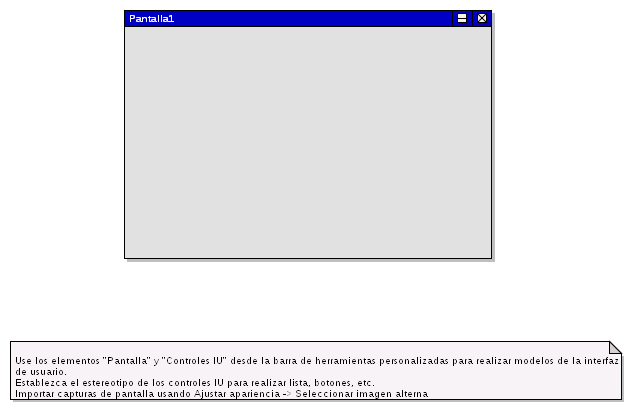 Pantalla1
Use los elementos "Pantalla" y "Controles IU" desde la barra de herramientas personalizadas para realizar modelos de la interfaz
de usuario.
Establezca el estereotipo de los controles IU para realizar lista, botones, etc.
Importar capturas de pantalla usando Ajustar apariencia -> Seleccionar imagen alterna